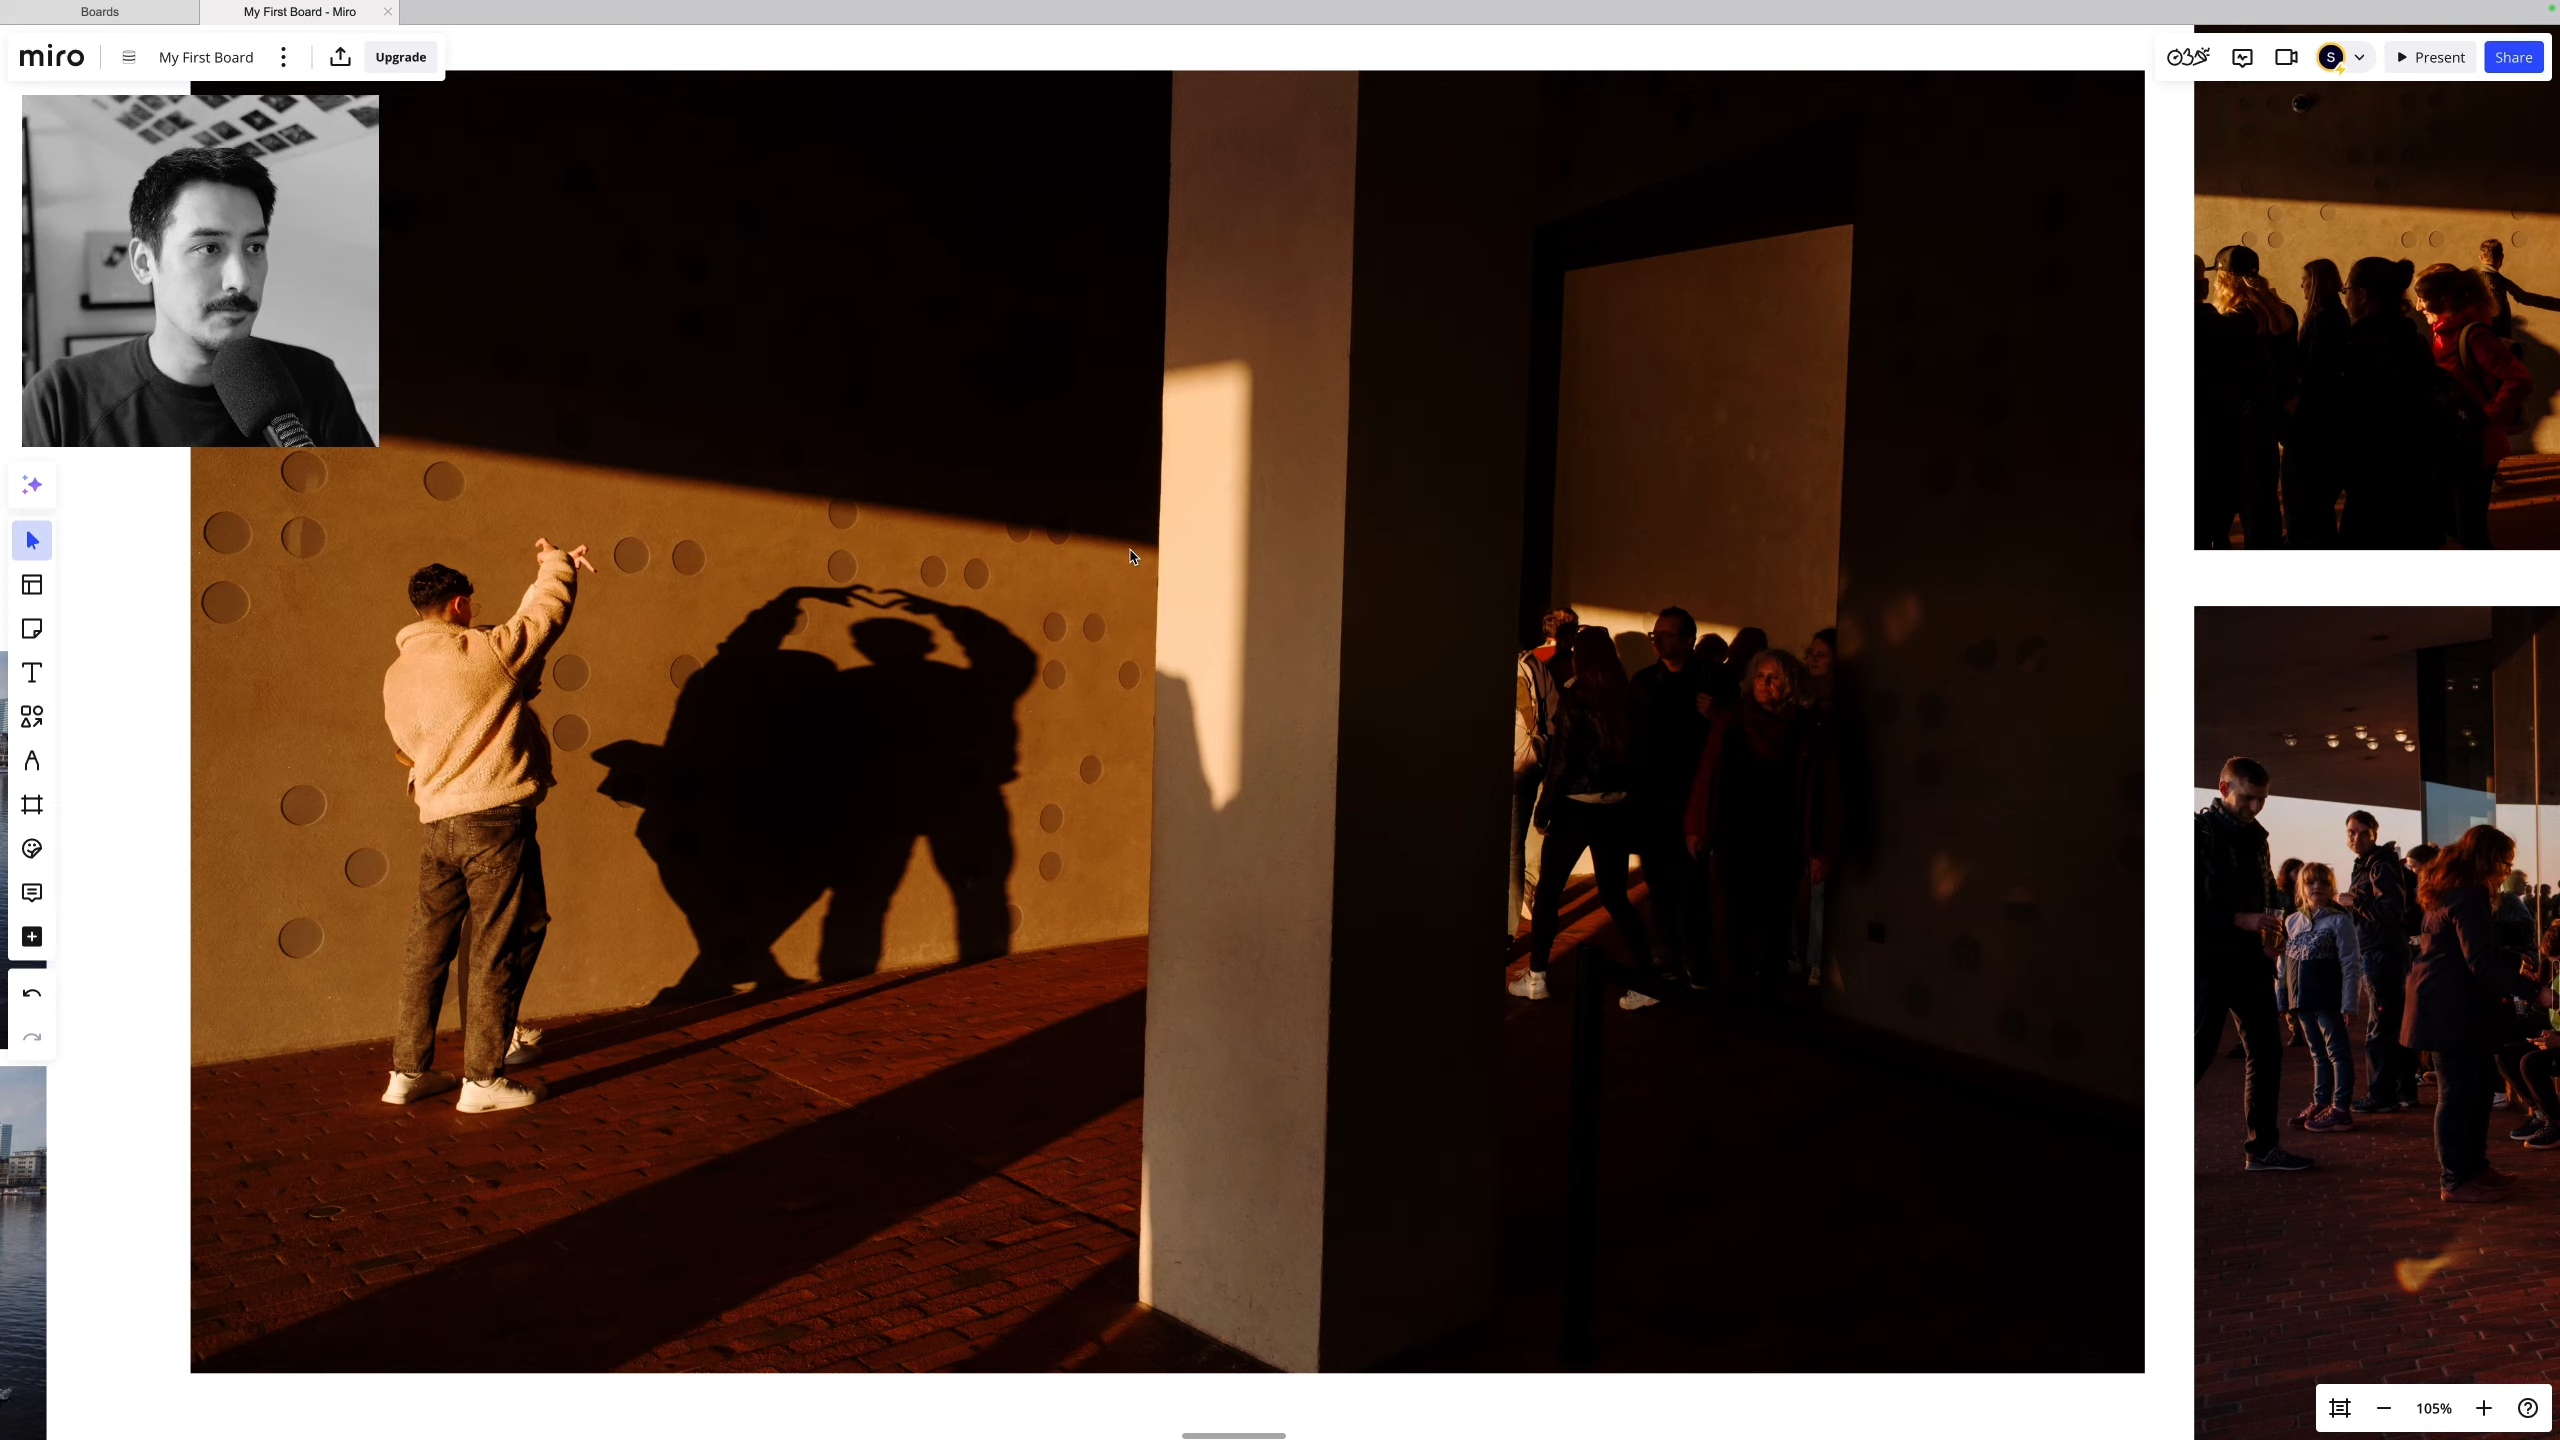 Boards
My First Board - Miro
miro
My First Board
Upgrade
S
Present
Share
105%